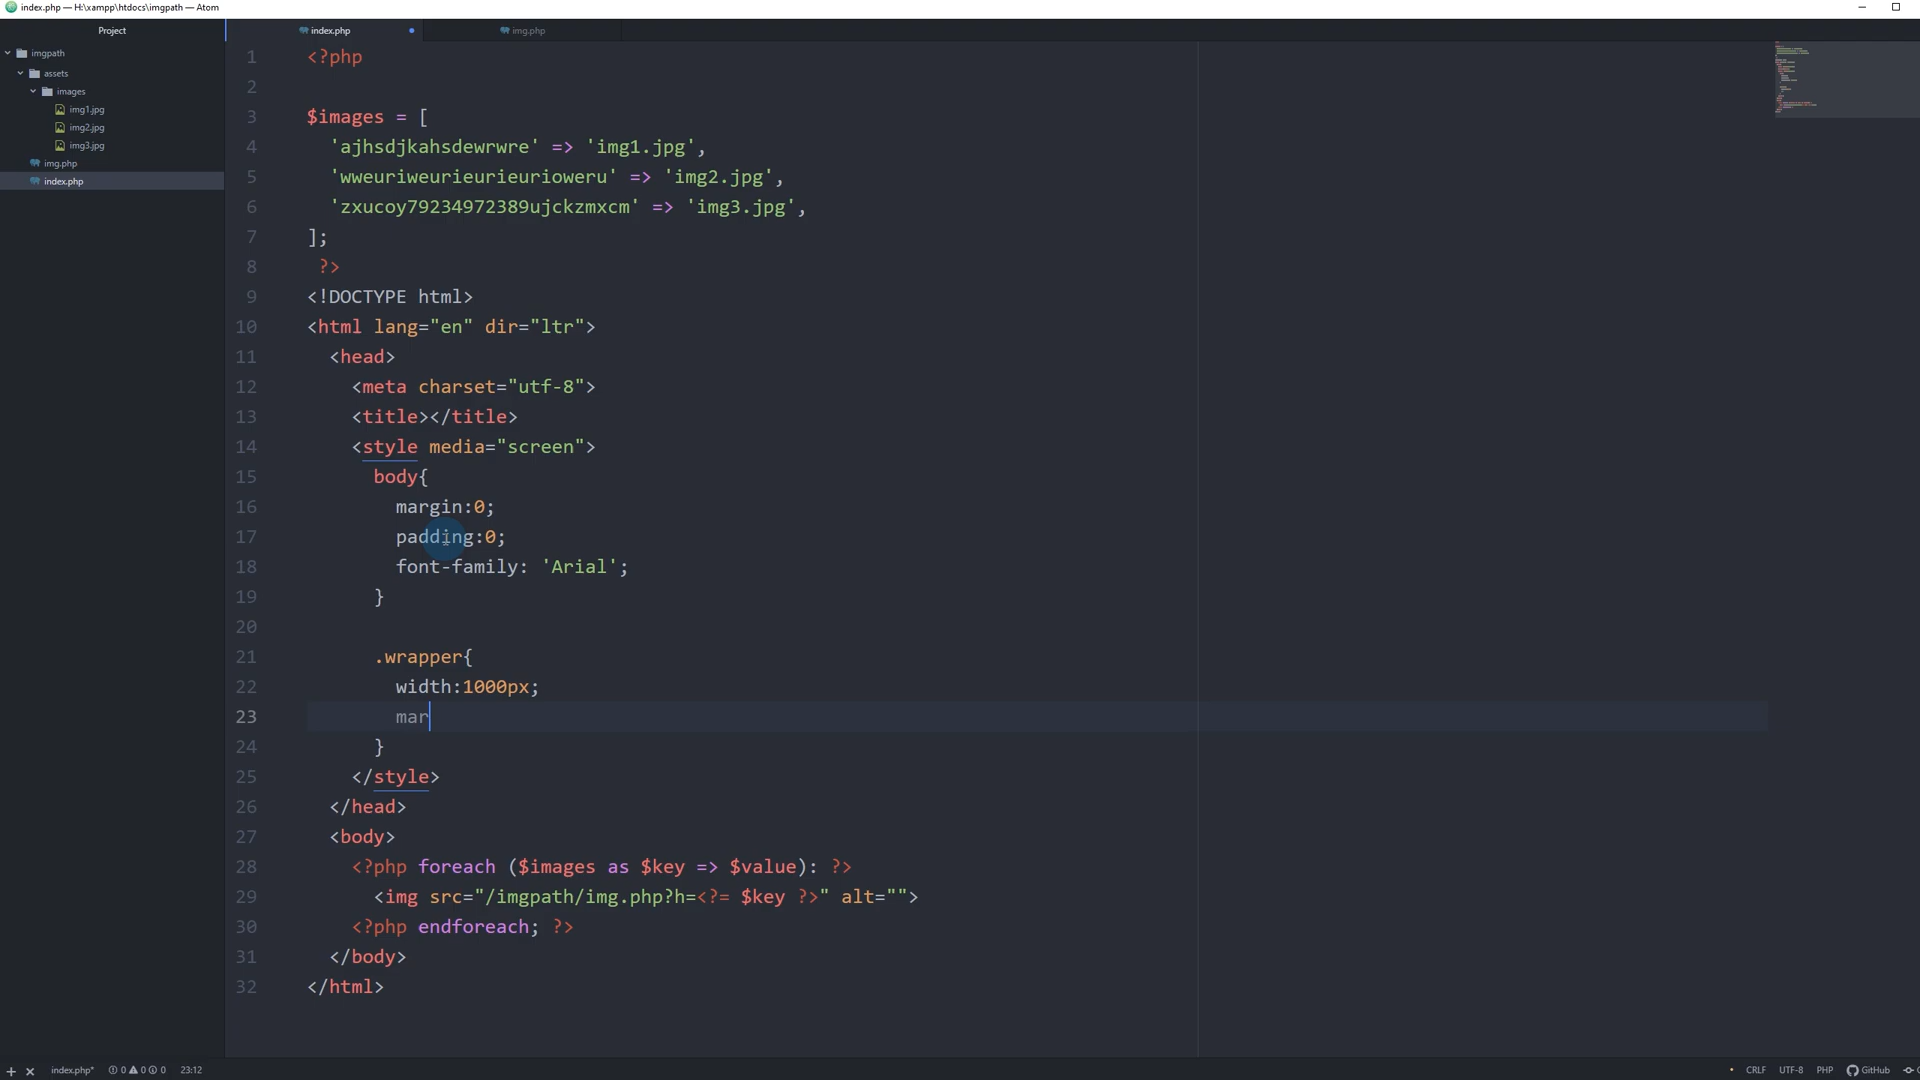 index.php — H:\xampp\htdocs\imgpath — Atom
Project
imgpath
assets
images
img1.jpg
img2.jpg
img3.jpg
img.php
index.php
index.php
img.php
1 <?php
2
3 $images = [
4 'ajhsdjkahsdewrwre' => 'img1.jpg',
5 'wweuriweurieurieurioweru' => 'img2.jpg',
6 'zxucoy79234972389ujckzmxcm' => 'img3.jpg',
7 ];
8 ?>
9 <!DOCTYPE html>
10 <html lang="en" dir="ltr">
11 <head>
12 <meta charset="utf-8">
13 <title></title>
14 <style media="screen">
15 body{
16 margin:0;
17 padding:0;
18 font-family: 'Arial';
19 }
20
21 .wrapper{
22 width:1000px;
23 mar
24 }
25 </style>
26 </head>
27 <body>
28 <?php foreach ($images as $key => $value): ?>
29 <img src="/imgpath/img.php?h=<?= $key ?>" alt="">
30 <?php endforeach; ?>
31 </body>
32 </html>
index.php* 0 0 0 23:12
CRLF UTF-8 PHP GitHub